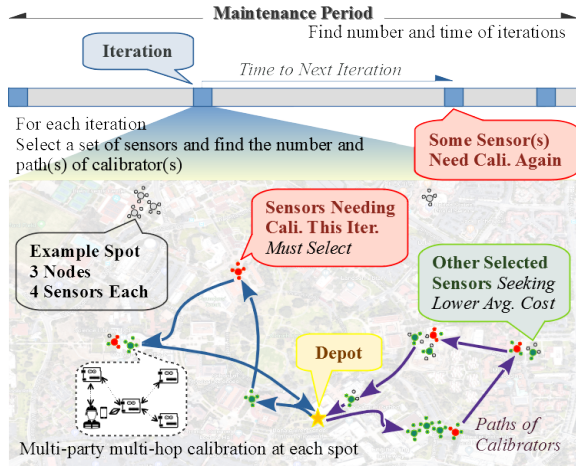 Maintenance Period
Find number and time of iterations
Iteration
Time to Next Iteration
For each iteration
Select a set of sensors and find the number and
path(s) of calibrator(s)
Some Sensor(s)
Need Cali. Again
Sensors Needing
Cali. This Iter.
Must Select
Example Spot
3 Nodes
4 Sensors Each
Other Selected
Sensors Seeking
Lower Avg. Cost
Depot
Paths of
Calibrators
Multi-party multi-hop calibration at each spot